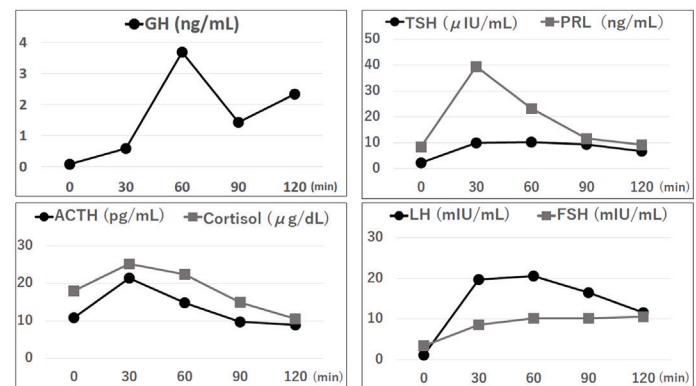 GH (ng/mL)
4
3
2
1
0
0 30 60 90 120 (min)
TSH (μIU/mL) PRL (ng/mL)
50
40
30
20
10
0
0 30 60 90 120 (min)
ACTH (pg/mL) Cortisol (μg/dL)
30
20
10
0
0 30 60 90 120 (min)
LH (mIU/mL) FSH (mIU/mL)
30
20
10
0
0 30 60 90 120 (min)